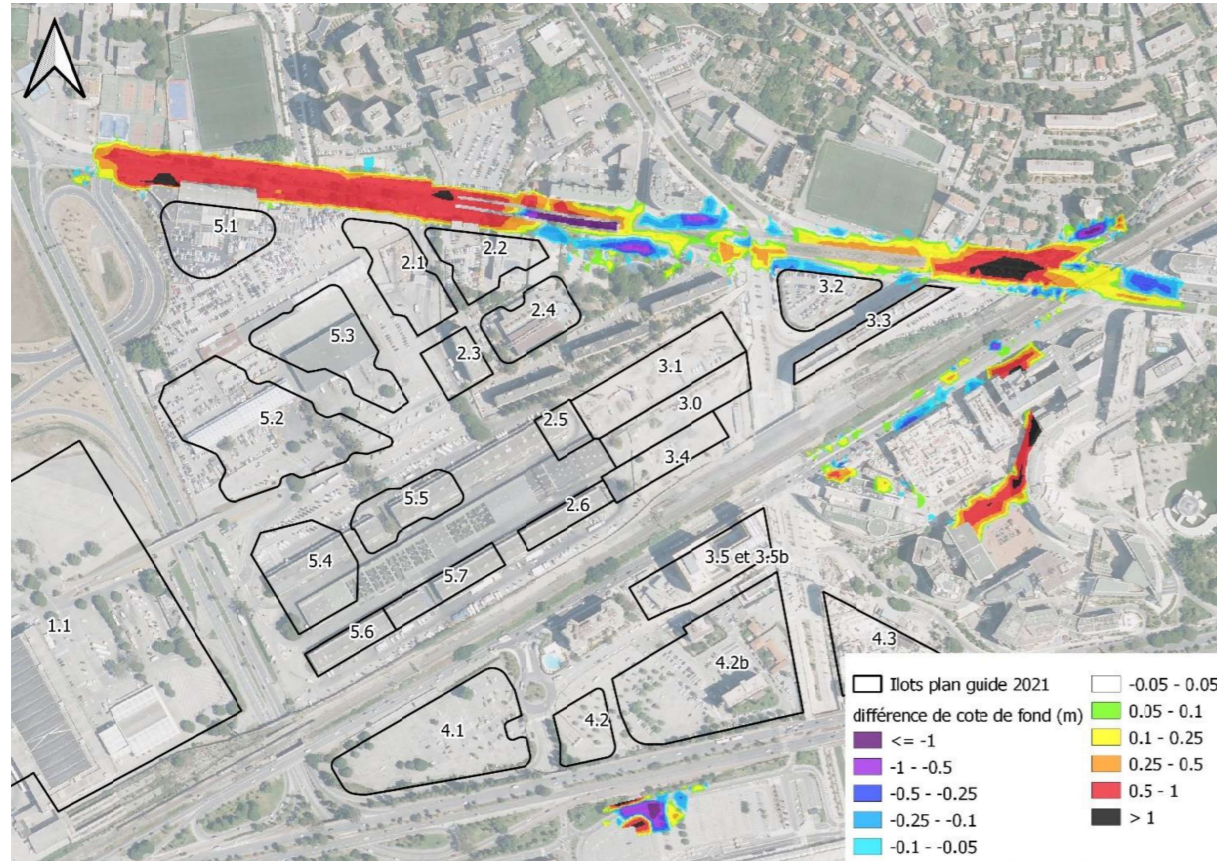 5.1
2.1
2.2
2.4
5.3
2.3
3.2
3.3
3.1
3.0
2.5
3.4
5.2
5.5
2.6
5.4
5.7
5.6
3.5 et 3.5b
1.1
4.3
4.2b
4.2
4.1
Ilots plan guide 2021
différence de cote de fond (m)
<= -1
-1 - -0.5
-0.5 - -0.25
-0.25 - -0.1
-0.1 - -0.05
-0.05 - 0.05
0.05 - 0.1
0.1 - 0.25
0.25 - 0.5
0.5 - 1
> 1